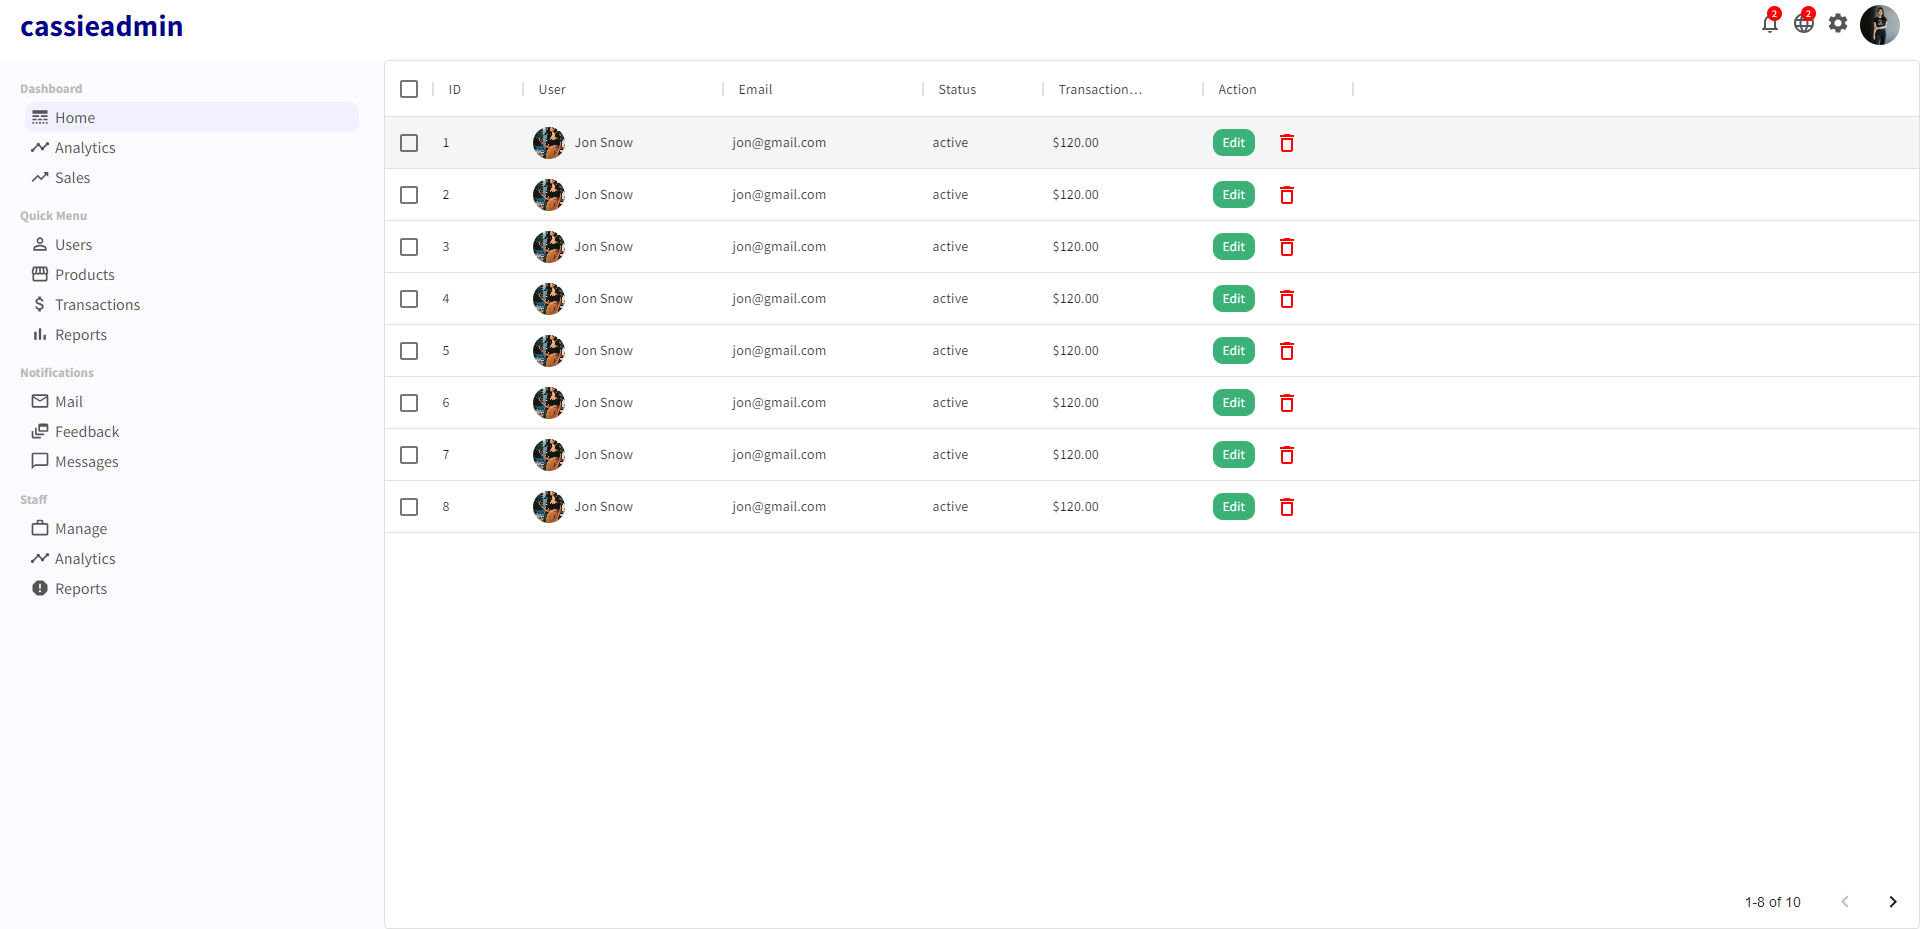 cassieadmin
2
2
Dashboard
Home
Analytics
Sales
Quick Menu
Users
Products
Transactions
Reports
Notifications
Mail
Feedback
Messages
Staff
Manage
Analytics
Reports
ID User Email Status Transaction... Action
1 Jon Snow jon@gmail.com active $120.00 Edit
2 Jon Snow jon@gmail.com active $120.00 Edit
3 Jon Snow jon@gmail.com active $120.00 Edit
4 Jon Snow jon@gmail.com active $120.00 Edit
5 Jon Snow jon@gmail.com active $120.00 Edit
6 Jon Snow jon@gmail.com active $120.00 Edit
7 Jon Snow jon@gmail.com active $120.00 Edit
8 Jon Snow jon@gmail.com active $120.00 Edit
1-8 of 10